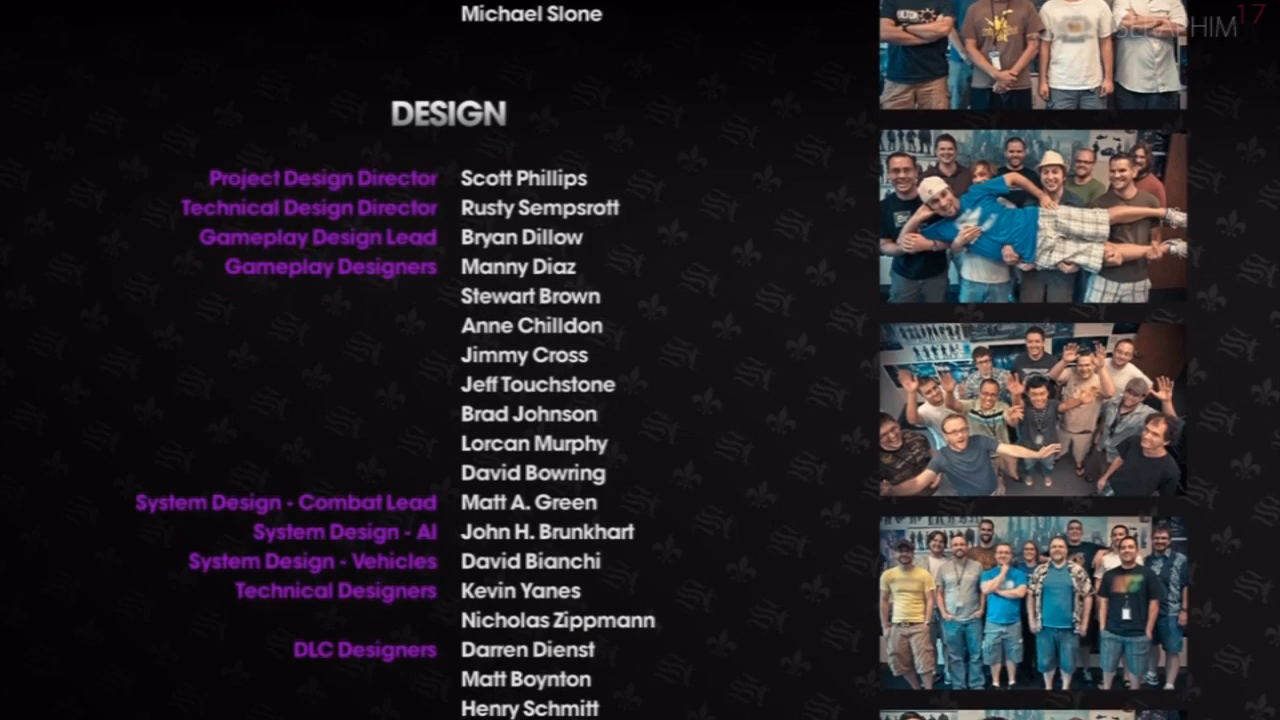 Michael Slone
SERAPHIM17
DESIGN
Project Design Director Scott Phillips
Technical Design Director Rusty Sempsrott
Gameplay Design Lead Bryan Dillow
Gameplay Designers Manny Diaz
Stewart Brown
Anne Chilldon
Jimmy Cross
Jeff Touchstone
Brad Johnson
Lorcan Murphy
David Bowring
System Design - Combat Lead Matt A. Green
System Design - AI John H. Brunkhart
System Design - Vehicles David Bianchi
Technical Designers Kevin Yanes
Nicholas Zippmann
DLC Designers Darren Dienst
Matt Boynton
Henry Schmitt